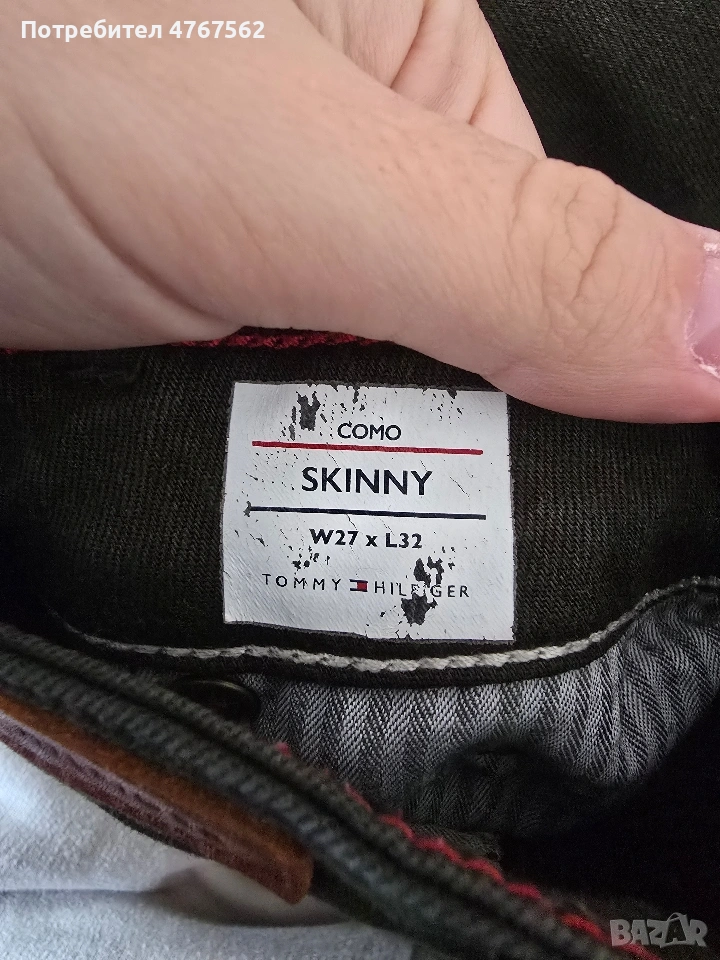 Потребител 4767562
COMO
SKINNY
W27 x L32
TOMMY HILFIGER
BAZAR